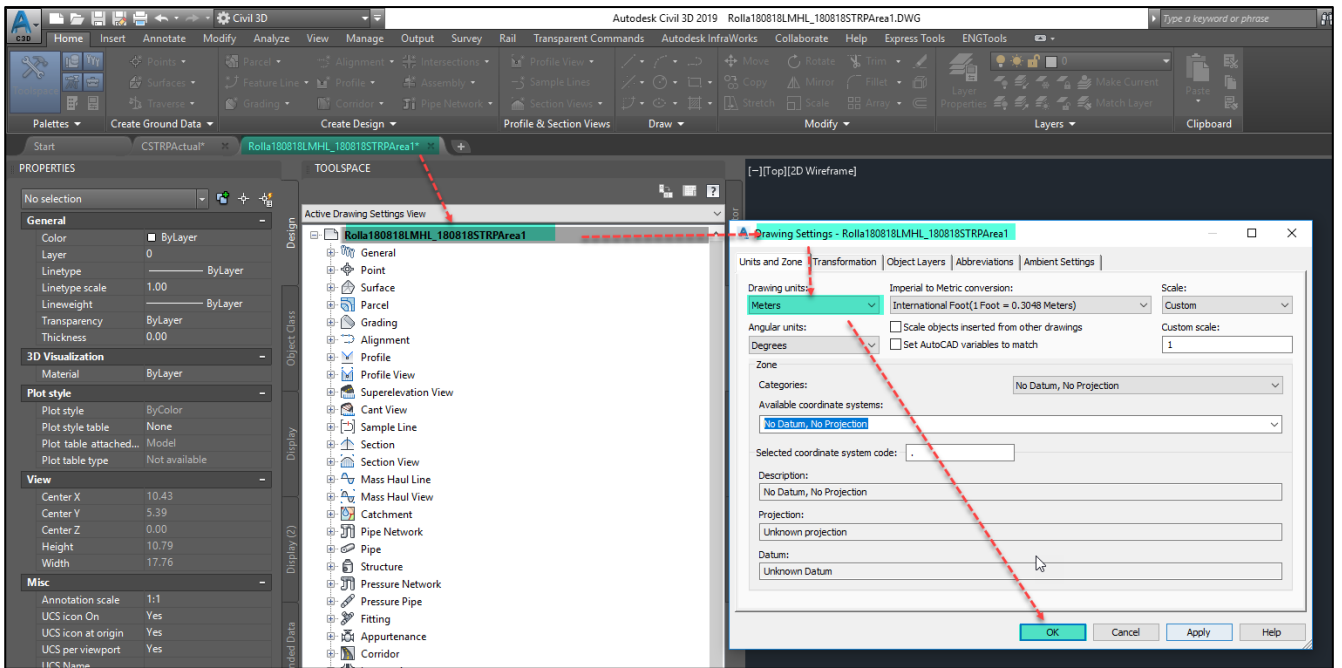 Civil 3D
Autodesk Civil 3D 2019 Rolla180818LMHL_180818STRPArea1.DWG
Type a keyword or phrase
C3D
Home Insert Annotate Modify Analyze View Manage Output Survey Rail Transparent Commands Autodesk InfraWorks Collaborate Help Express Tools ENGTools
Points Parcel Alignment Intersections Profile View Move Rotate Trim 0
Surfaces Feature Line Profile Assembly Sample Lines Copy Mirror Fillet Layer Properties Make Current Paste
Traverse Grading Corridor Pipe Network Section Views Stretch Scale Array Match Layer
Palettes Create Ground Data Create Design Profile & Section Views Draw Modify Layers Clipboard
Start CSTRPActual* Rolla180818LMHL_180818STRPArea1*
PROPERTIES
No selection
General
Color ByLayer
Layer 0
Linetype ByLayer
Linetype scale 1.00
Lineweight ByLayer
Transparency ByLayer
Thickness 0.00
3D Visualization
Material ByLayer
Plot style
Plot style ByColor
Plot style table None
Plot table attached... Model
Plot table type Not available
View
Center X 10.43
Center Y 5.39
Center Z 0.00
Height 10.79
Width 17.76
Misc
Annotation scale 1:1
UCS icon On Yes
UCS icon at origin Yes
UCS per viewport Yes
UCS Name
Design
Object Class
Display
Display (2)
TOOLSPACE
Active Drawing Settings View
Rolla180818LMHL_180818STRPArea1
General
Point
Surface
Parcel
Grading
Alignment
Profile
Profile View
Superelevation View
Cant View
Sample Line
Section
Section View
Mass Haul Line
Mass Haul View
Catchment
Pipe Network
Pipe
Structure
Pressure Network
Pressure Pipe
Fitting
Appurtenance
Corridor
[−][Top][2D Wireframe]
Drawing Settings - Rolla180818LMHL_180818STRPArea1
Units and Zone Transformation Object Layers Abbreviations Ambient Settings
Drawing units: Imperial to Metric conversion: Scale:
Meters International Foot(1 Foot = 0.3048 Meters) Custom
Angular units: Scale objects inserted from other drawings Custom scale:
Degrees Set AutoCAD variables to match 1
Zone
Categories: No Datum, No Projection
Available coordinate systems:
No Datum, No Projection
Selected coordinate system code: .
Description:
No Datum, No Projection
Projection:
Unknown projection
Datum:
Unknown Datum
OK Cancel Apply Help